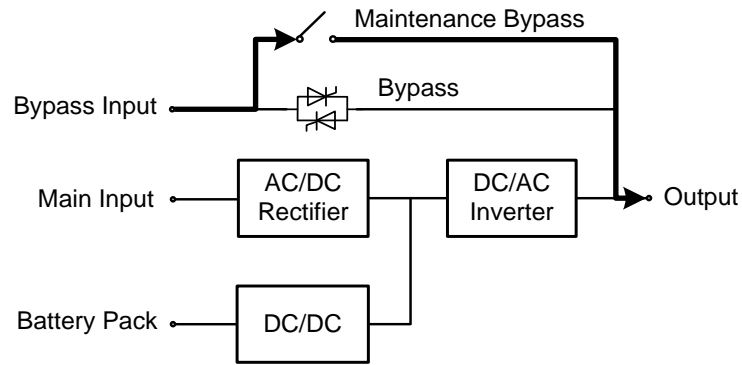 Maintenance Bypass
Bypass Input
Bypass
Main Input
AC/DC
Rectifier
DC/AC
Inverter
Output
Battery Pack
DC/DC